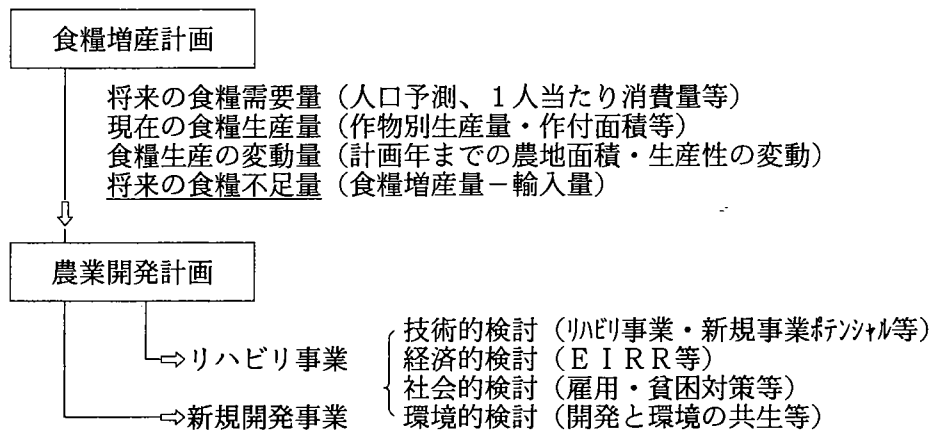 食糧増産計画
将来の食糧需要量（人口予測、１人当たり消費量等）
現在の食糧生産量（作物別生産量・作付面積等）
食糧生産の変動量（計画年までの農地面積・生産性の変動）
将来の食糧不足量（食糧増産量－輸入量）
農業開発計画
技術的検討（ﾘﾊﾋﾞﾘ事業・新規事業ﾎﾟﾃﾝｼｬﾙ等）
リハビリ事業
経済的検討（ＥＩＲＲ等）
社会的検討（雇用・貧困対策等）
新規開発事業
環境的検討（開発と環境の共生等）